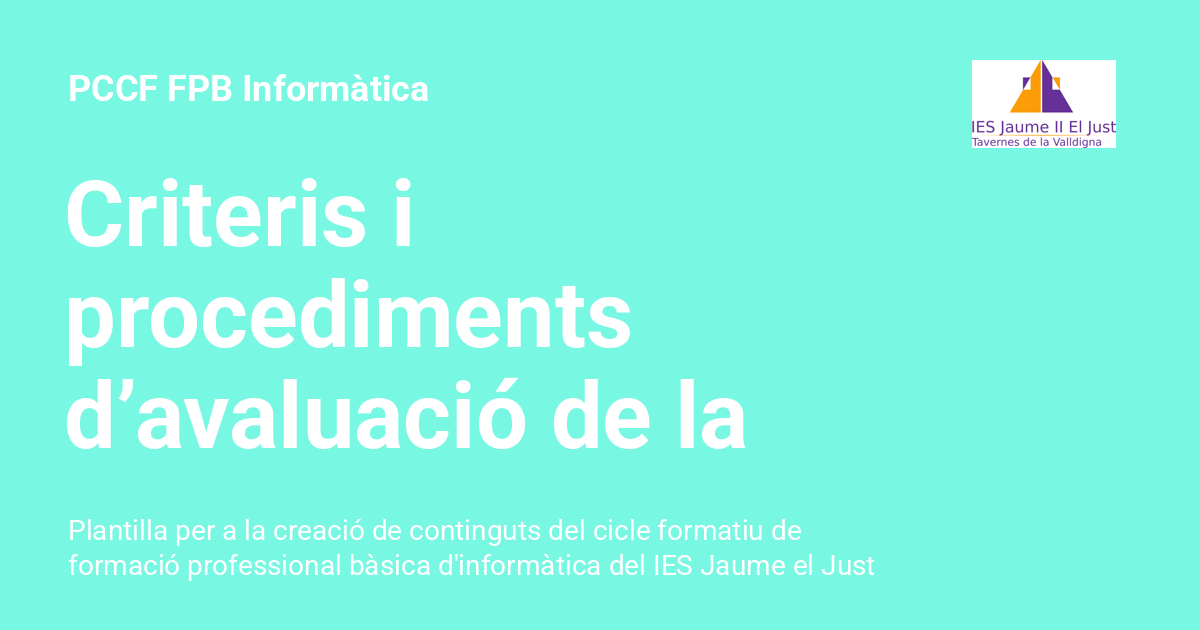 PCCF FPB Informàtica
IES Jaume II El Just
Tavernes de la Valldigna
Criteris i
procediments
d’avaluació de la
Plantilla per a la creació de continguts del cicle formatiu de
formació professional bàsica d'informàtica del IES Jaume el Just